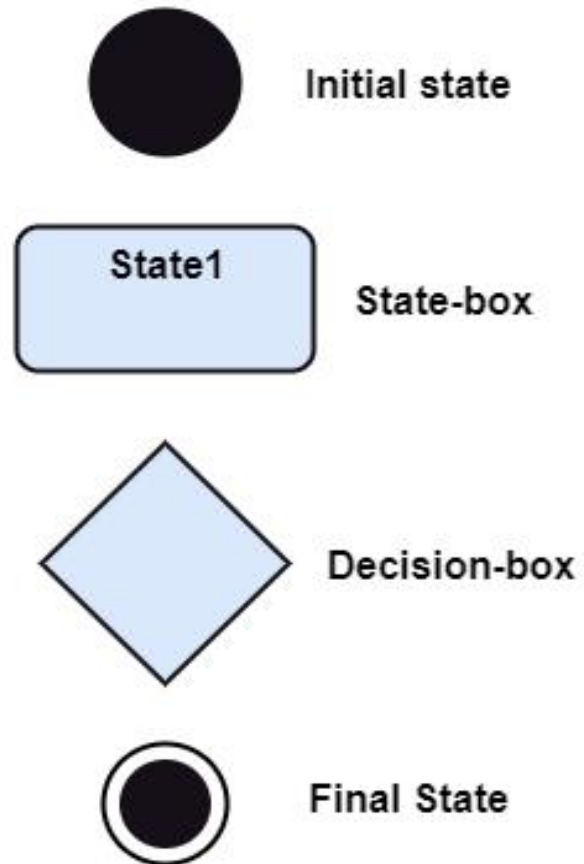 Initial state
State1
State-box
Decision-box
Final State